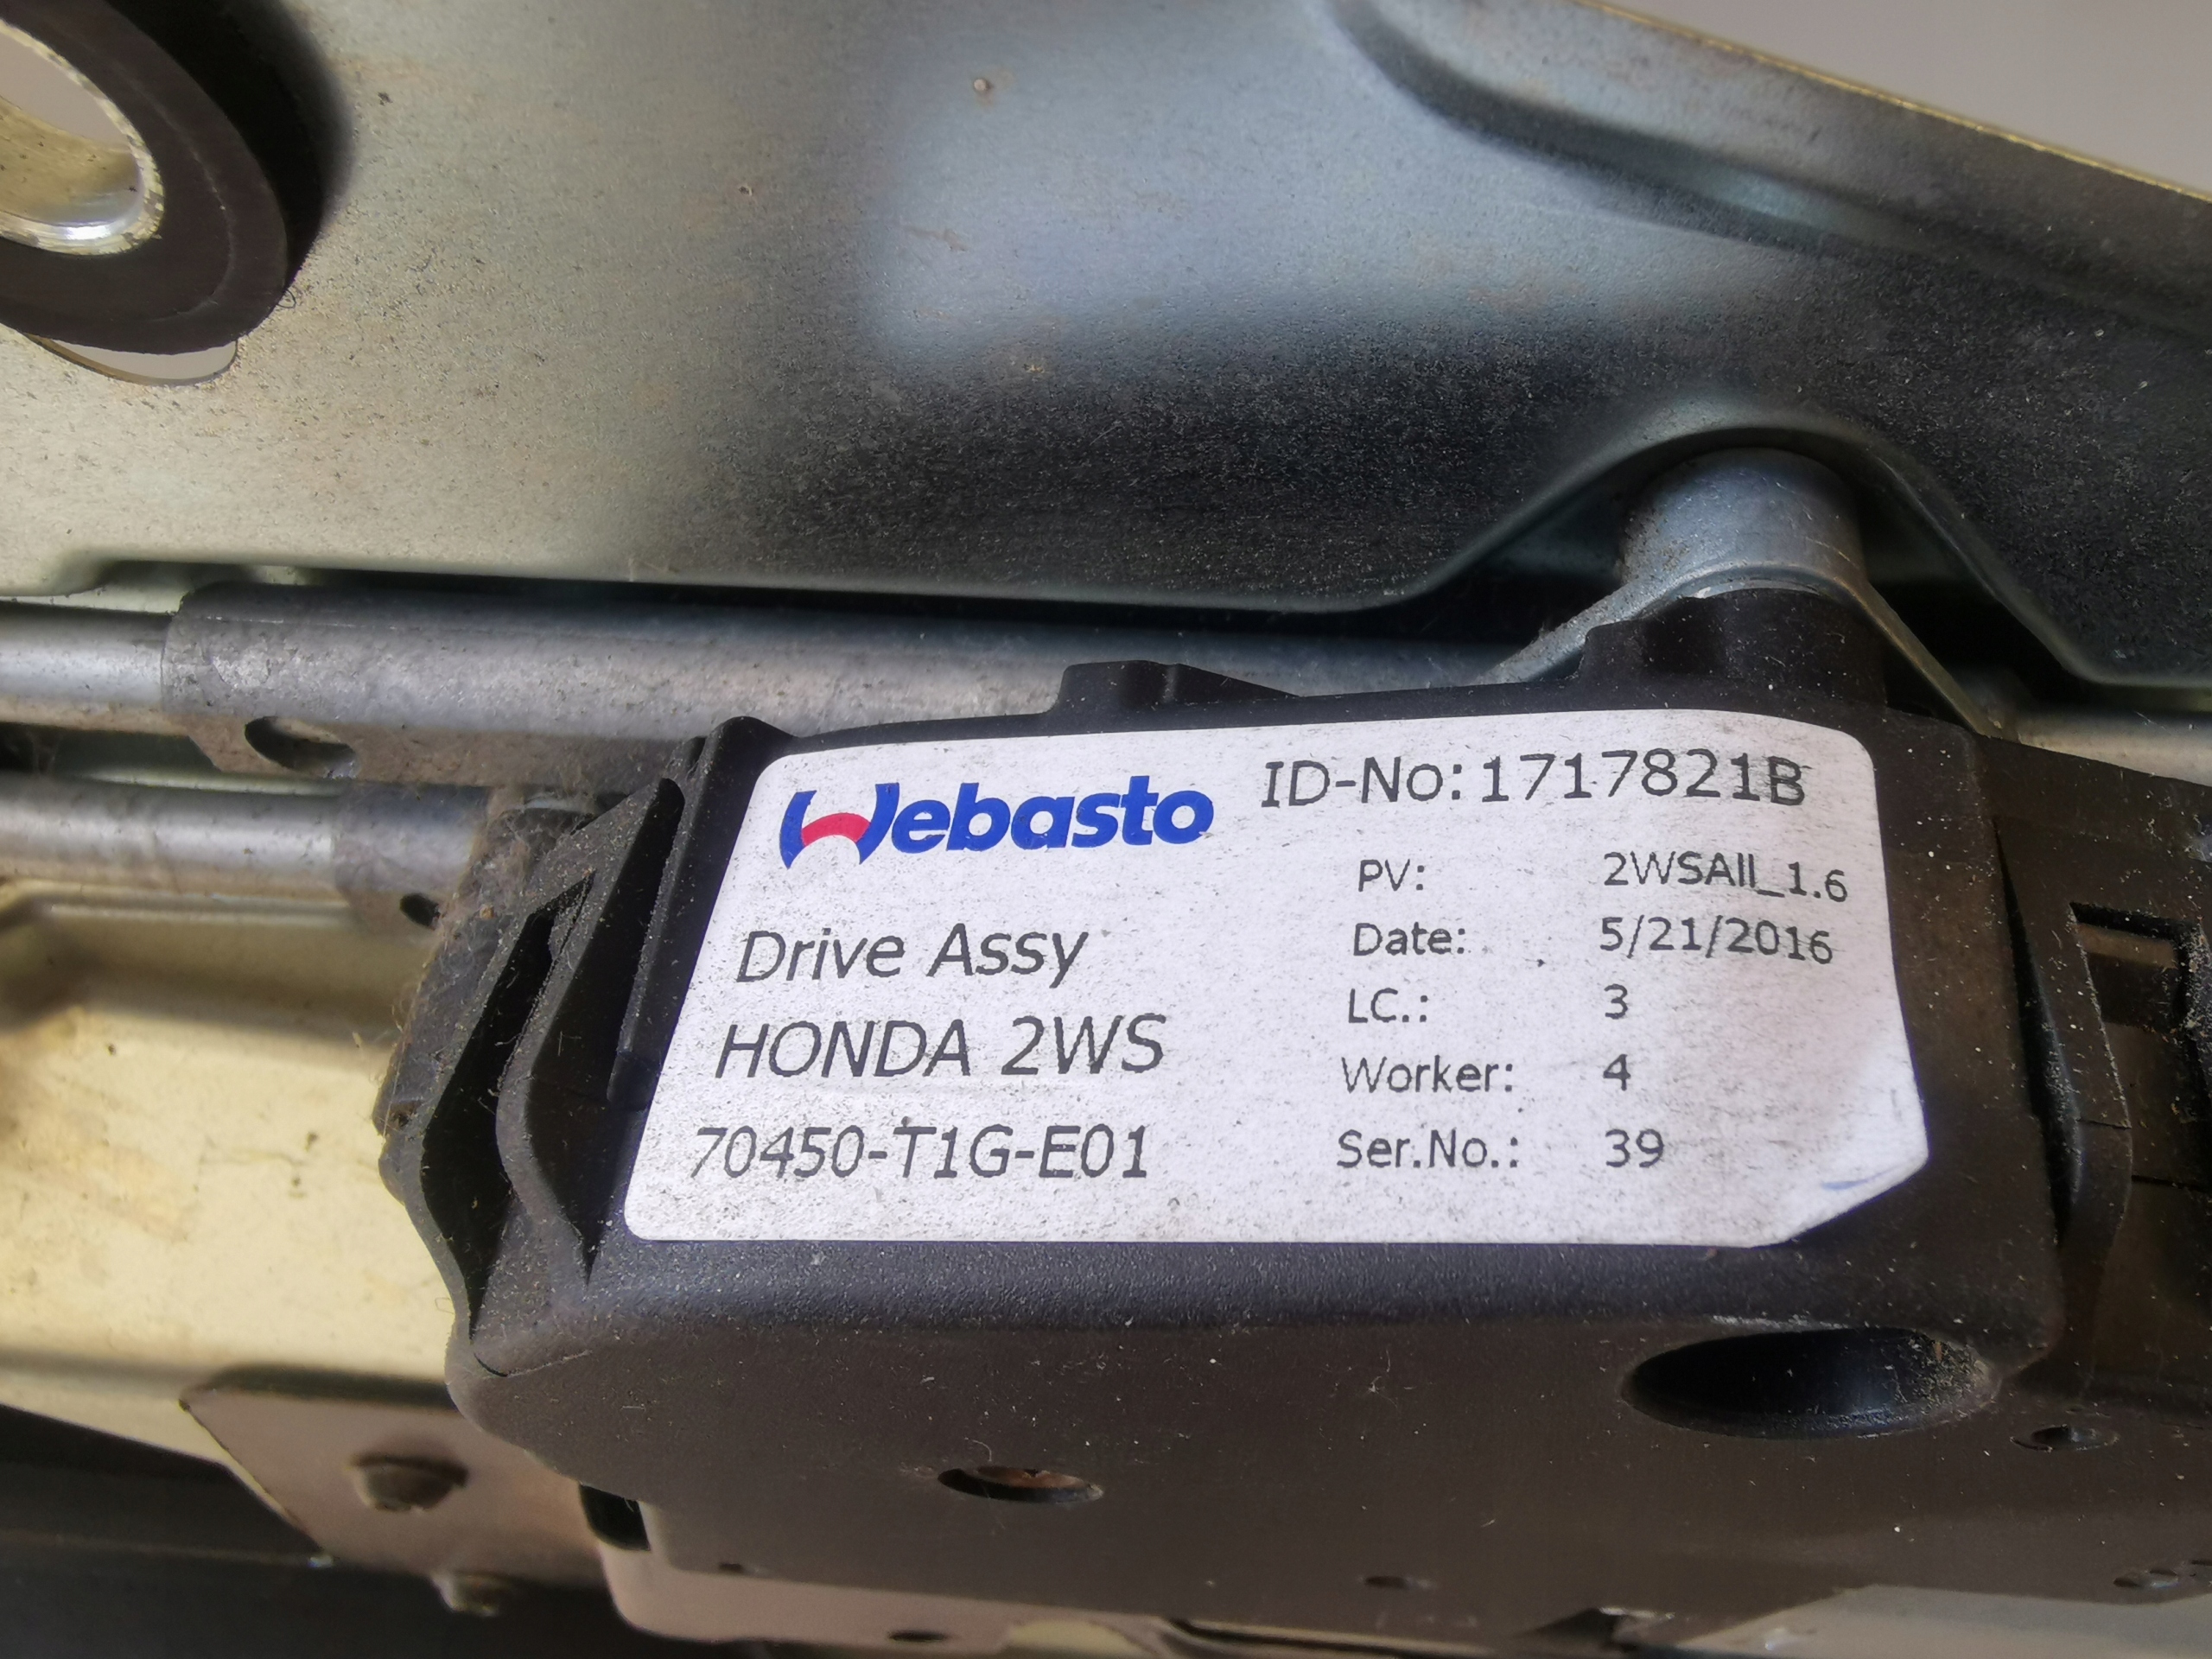 Webasto ID-No: 1717821B
PV: 2WSAll_1.6
Drive Assy Date: 5/21/2016
HONDA 2WS LC.: 3
Worker: 4
70450-T1G-E01 Ser.No.: 39